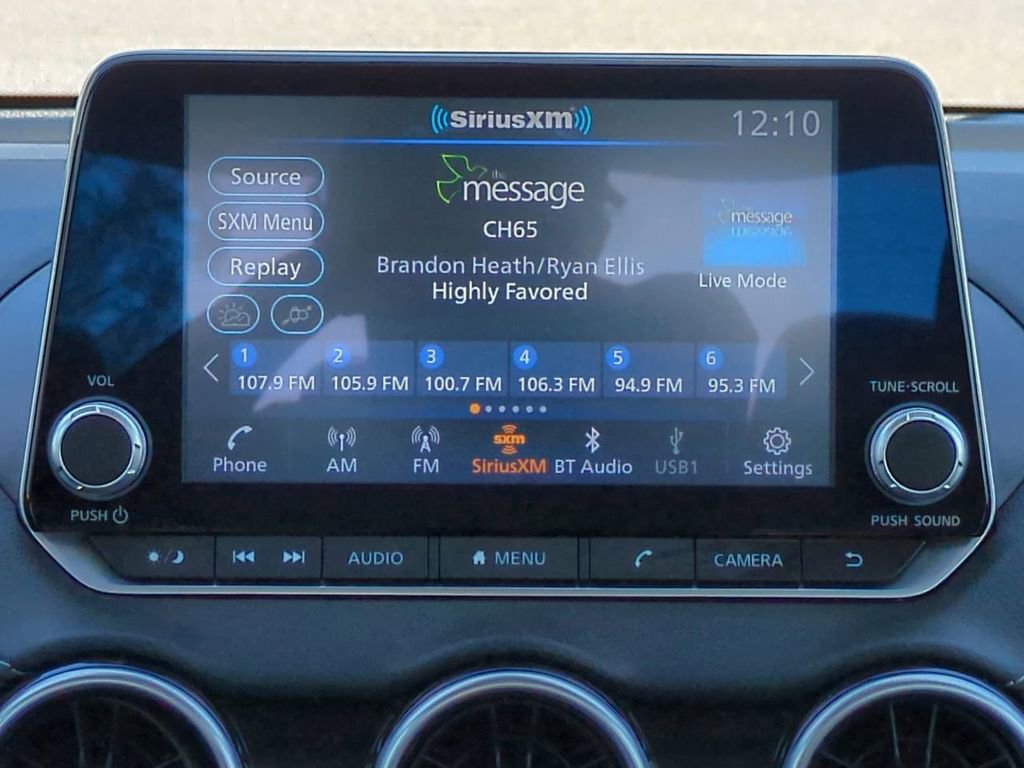 SiriusXM
12:10
Source
SXM Menu
Replay
the
message
CH65
Brandon Heath/Ryan Ellis
Highly Favored
message
Live Mode
1
107.9 FM
2
105.9 FM
3
100.7 FM
4
106.3 FM
5
94.9 FM
6
95.3 FM
Phone
AM
FM
sxm
SiriusXM
BT Audio
USB1
Settings
VOL
PUSH
TUNE·SCROLL
PUSH SOUND
AUDIO
MENU
CAMERA